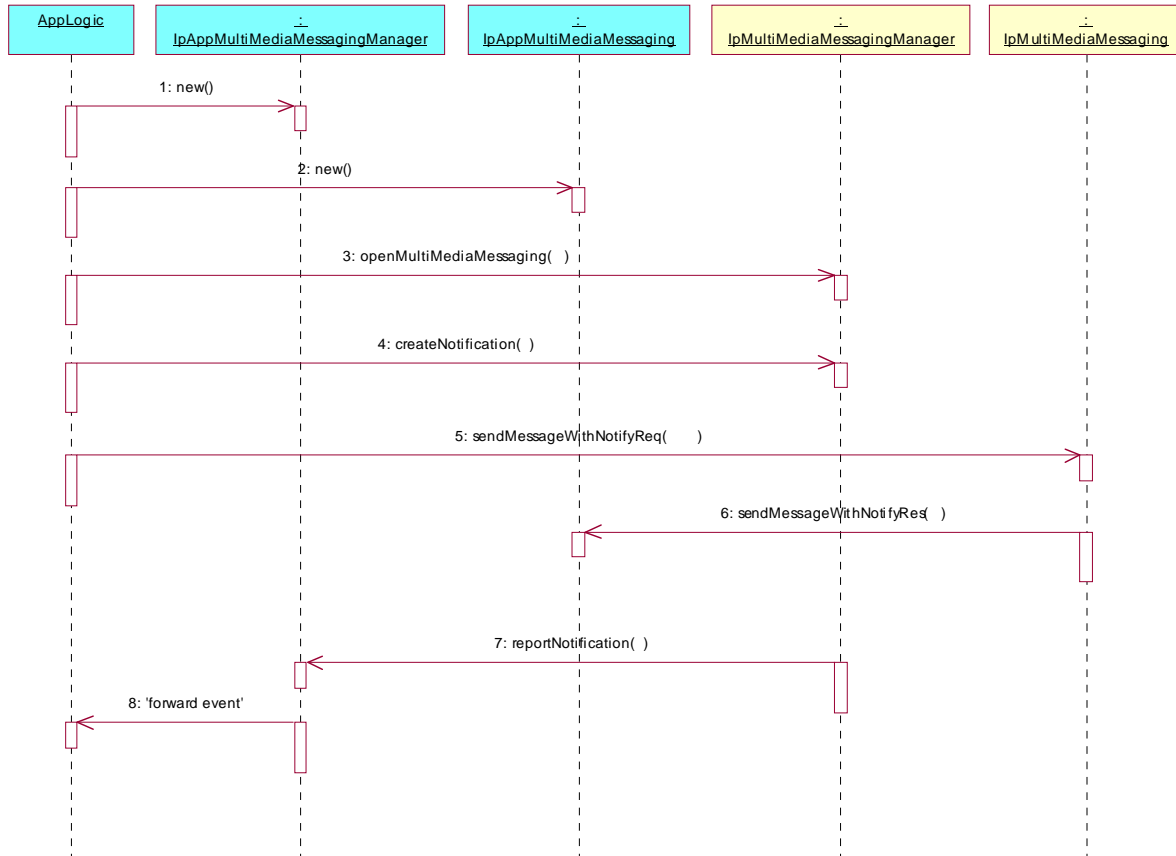 AppLogic
:
IpAppMultiMediaMessagingManager
:
IpAppMultiMediaMessaging
:
IpMultiMediaMessagingManager
:
IpMultiMediaMessaging
1: new()
2: new()
3: openMultiMediaMessaging( )
4: createNotification( )
5: sendMessageWithNotifyReq( )
6: sendMessageWithNotifyRes( )
7: reportNotification( )
8: 'forward event'